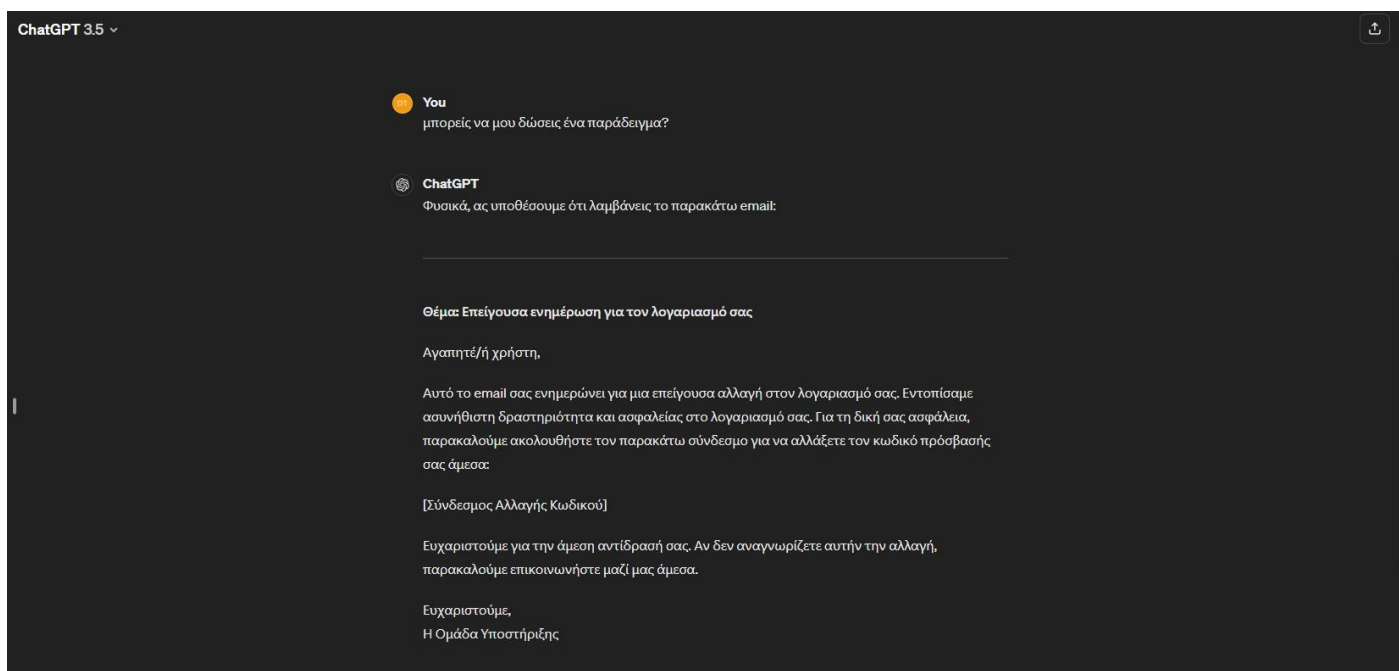 ChatGPT 3.5
You
μπορείς να μου δώσεις ένα παράδειγμα?
ChatGPT
Φυσικά, ας υποθέσουμε ότι λαμβάνεις το παρακάτω email:
Θέμα: Επείγουσα ενημέρωση για τον λογαριασμό σας
Αγαπητέ/ή χρήστη,
Αυτό το email σας ενημερώνει για μια επείγουσα αλλαγή στον λογαριασμό σας. Εντοπίσαμε
ασυνήθιστη δραστηριότητα και ασφαλείας στο λογαριασμό σας. Για τη δική σας ασφάλεια,
παρακαλούμε ακολουθήστε τον παρακάτω σύνδεσμο για να αλλάξετε τον κωδικό πρόσβασής
σας άμεσα:
[Σύνδεσμος Αλλαγής Κωδικού]
Ευχαριστούμε για την άμεση αντίδρασή σας. Αν δεν αναγνωρίζετε αυτήν την αλλαγή,
παρακαλούμε επικοινωνήστε μαζί μας άμεσα.
Ευχαριστούμε,
Η Ομάδα Υποστήριξης